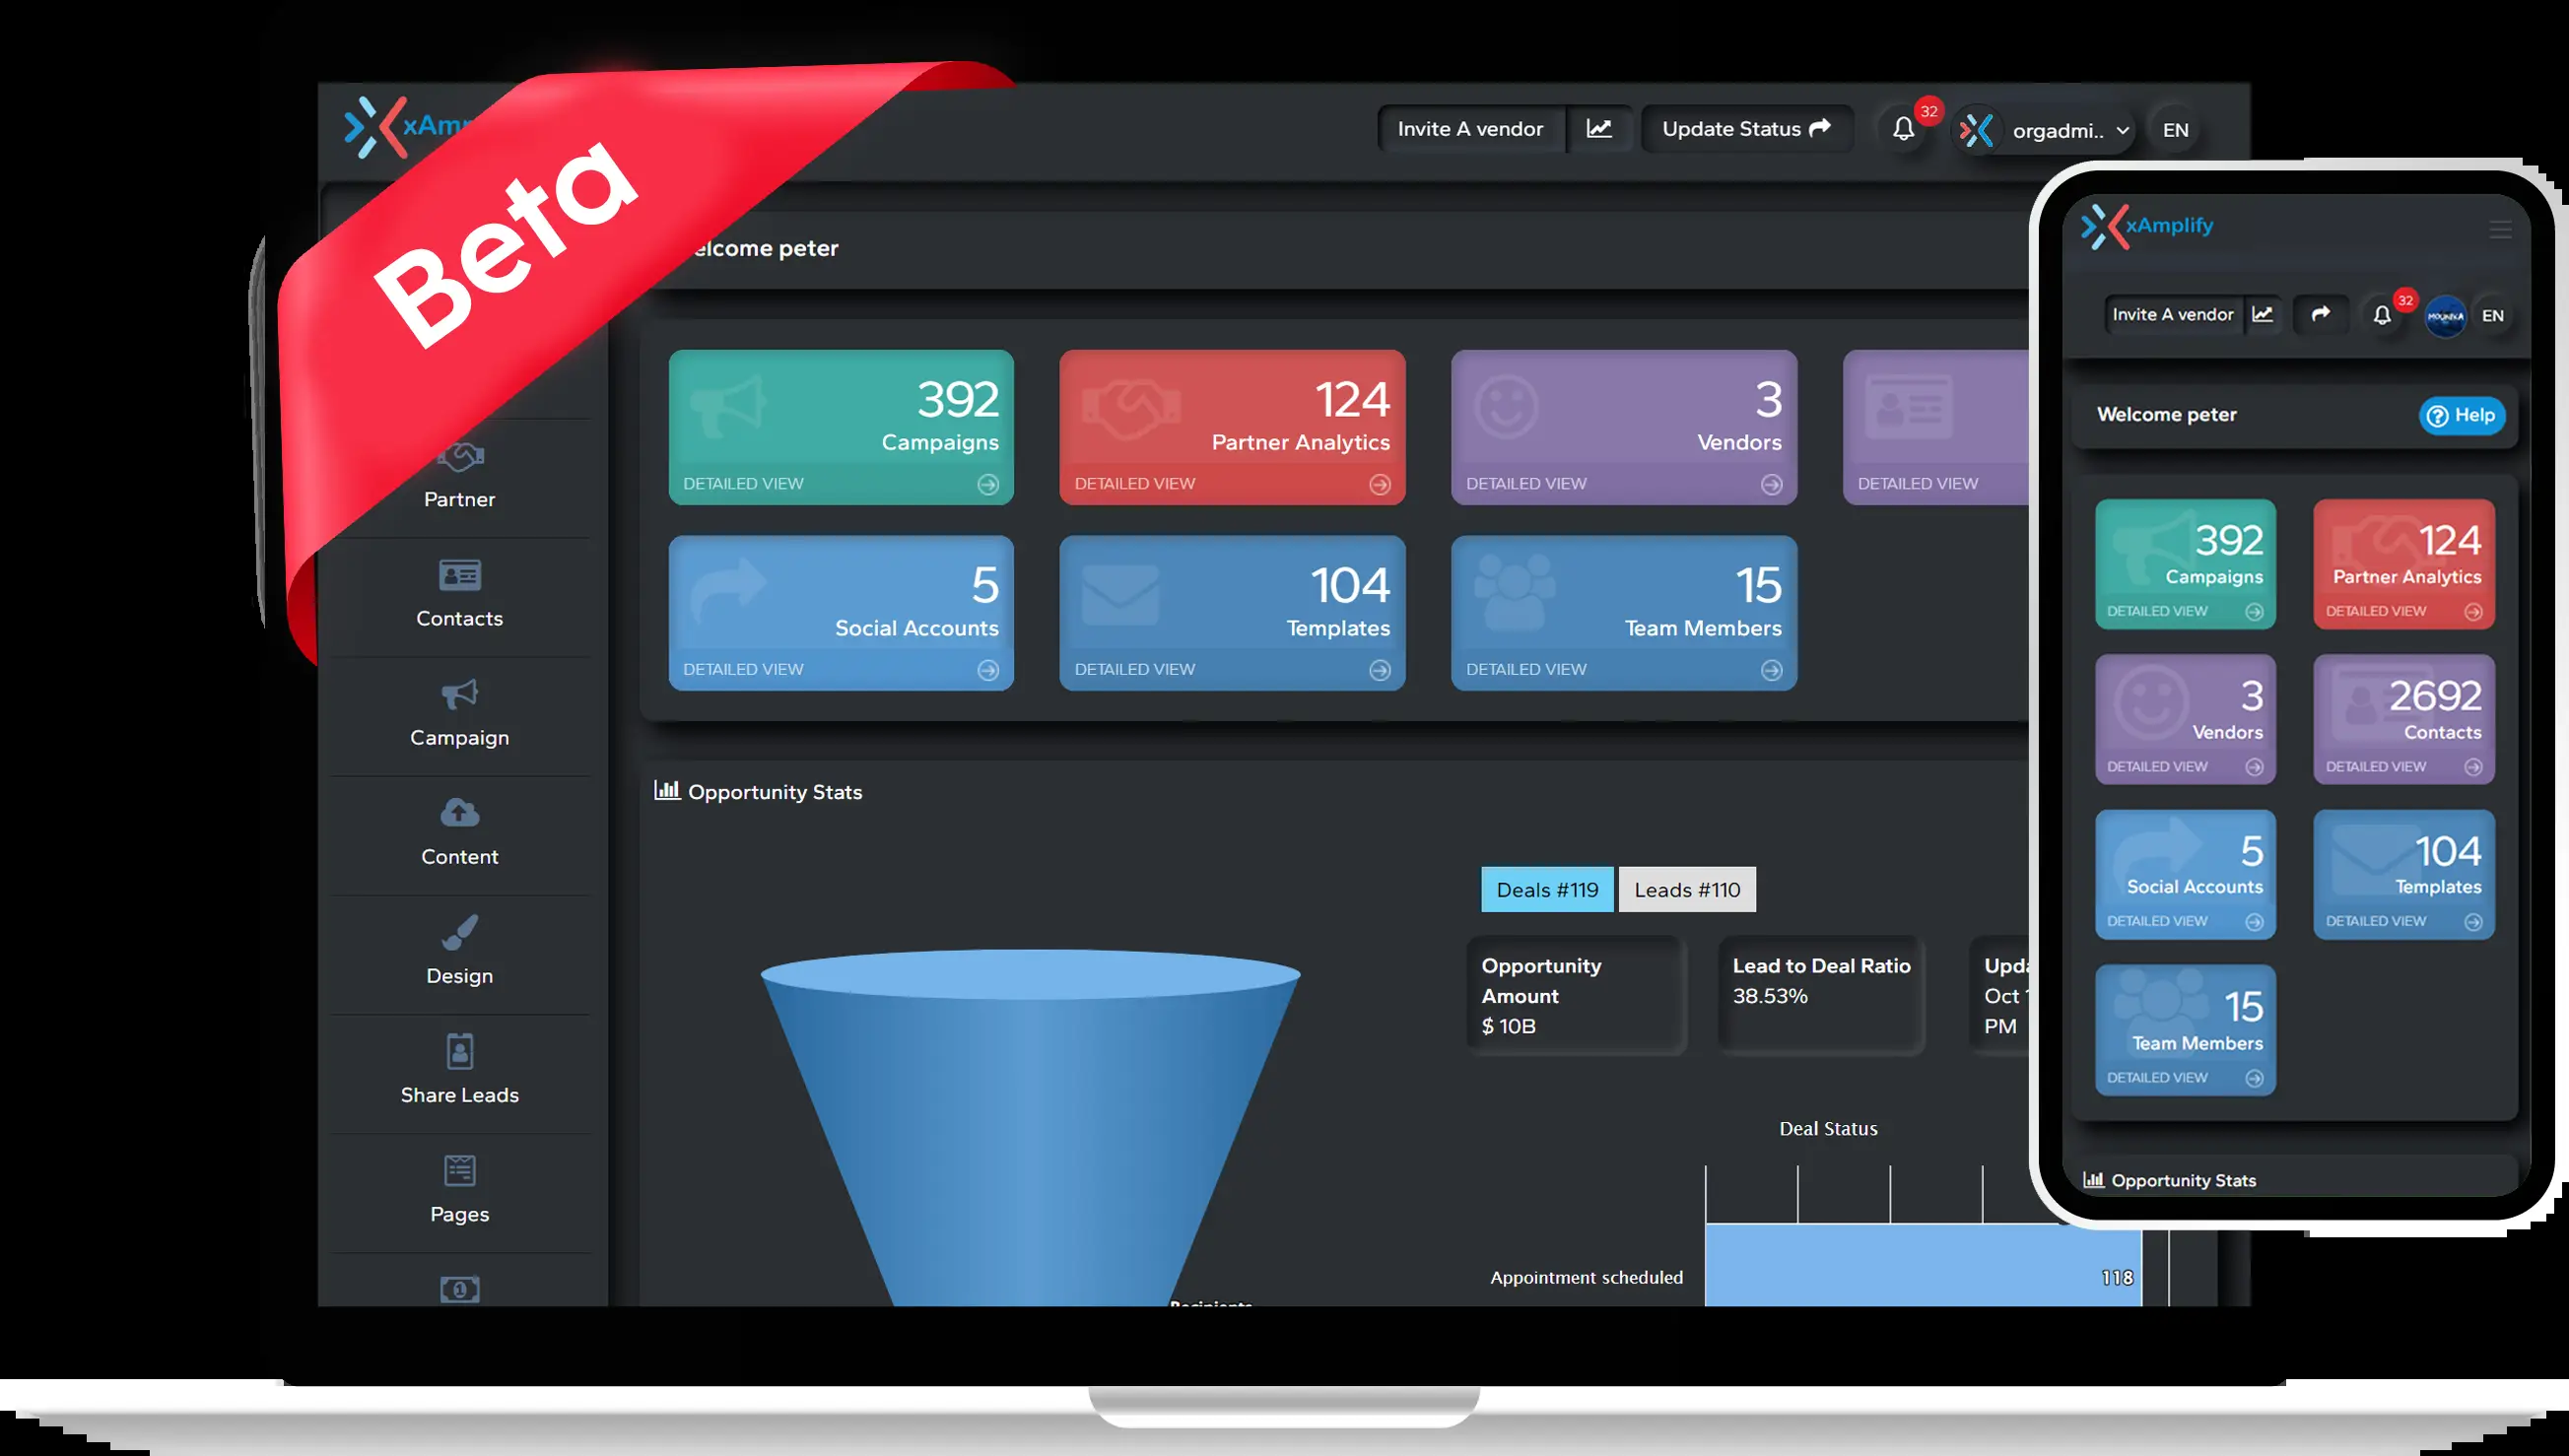 xAm
Invite A vendor
Update Status
32
orgadmi..
EN
Beta
elcome peter
Partner
Contacts
Campaign
Content
Design
Share Leads
Pages
392
Campaigns
DETAILED VIEW
124
Partner Analytics
DETAILED VIEW
3
Vendors
DETAILED VIEW
DETAILED VIEW
5
Social Accounts
DETAILED VIEW
104
Templates
DETAILED VIEW
15
Team Members
DETAILED VIEW
Opportunity Stats
Deals #119
Leads #110
Opportunity
Amount
$ 10B
Lead to Deal Ratio
38.53%
Upda
Oct
PM
Deal Status
Appointment scheduled
118
xAmplify
Invite A vendor
32
MOUNIKA
EN
Welcome peter
Help
392
Campaigns
DETAILED VIEW
124
Partner Analytics
DETAILED VIEW
3
Vendors
DETAILED VIEW
2692
Contacts
DETAILED VIEW
5
Social Accounts
DETAILED VIEW
104
Templates
DETAILED VIEW
15
Team Members
DETAILED VIEW
Opportunity Stats